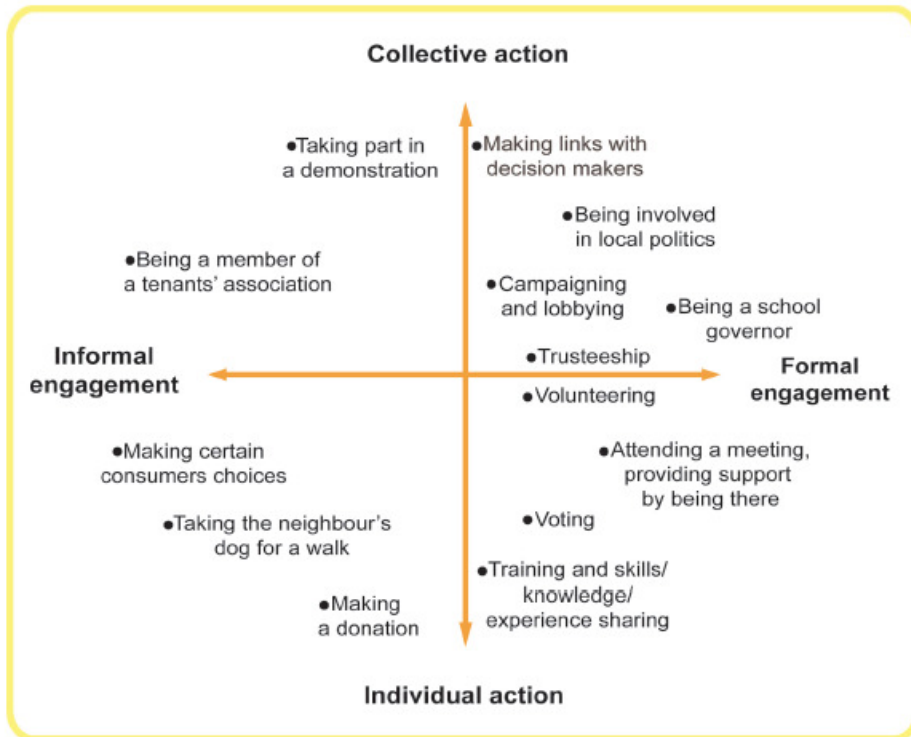 Collective action
●Taking part in
a demonstration
●Making links with
decision makers
●Being involved
in local politics
●Being a member of
a tenants' association
●Campaigning
and lobbying
●Being a school
governor
Informal
engagement
●Trusteeship
Formal
engagement
●Volunteering
●Making certain
consumers choices
●Attending a meeting,
providing support
by being there
●Taking the neighbour's
dog for a walk
●Voting
●Training and skills/
knowledge/
experience sharing
●Making
a donation
Individual action